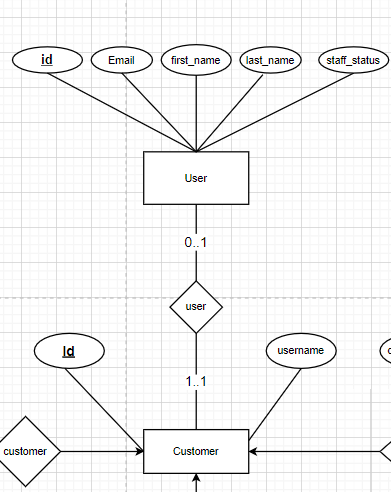 id
Email
first_name
last_name
staff_status
User
0..1
user
Id
username
1..1
customer
Customer